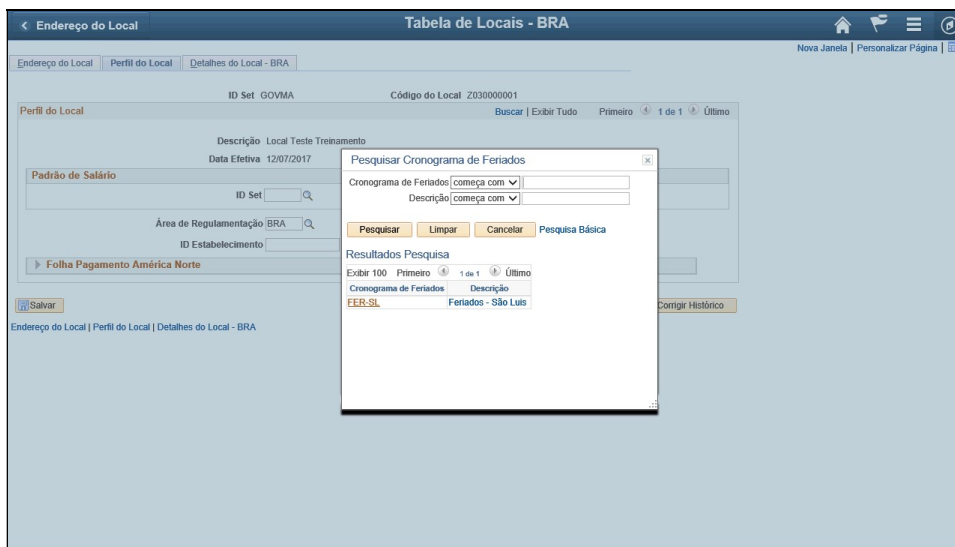 Endereço do Local
Tabela de Locais - BRA
Nova Janela | Personalizar Página |
Endereço do Local Perfil do Local Detalhes do Local - BRA
ID Set GOVMA Código do Local Z030000001
Perfil do Local Buscar | Exibir Tudo Primeiro 1 de 1 Último
Descrição Local Teste Treinamento
Data Efetiva 12/07/2017
Padrão de Salário
ID Set
Área de Regulamentação BRA
ID Estabelecimento
Folha Pagamento América Norte
Salvar
Corrigir Histórico
Endereço do Local | Perfil do Local | Detalhes do Local - BRA
Pesquisar Cronograma de Feriados
Cronograma de Feriados começa com
Descrição começa com
Pesquisar Limpar Cancelar Pesquisa Básica
Resultados Pesquisa
Exibir 100 Primeiro 1 de 1 Último
Cronograma de Feriados Descrição
FER-SL Feriados - São Luis